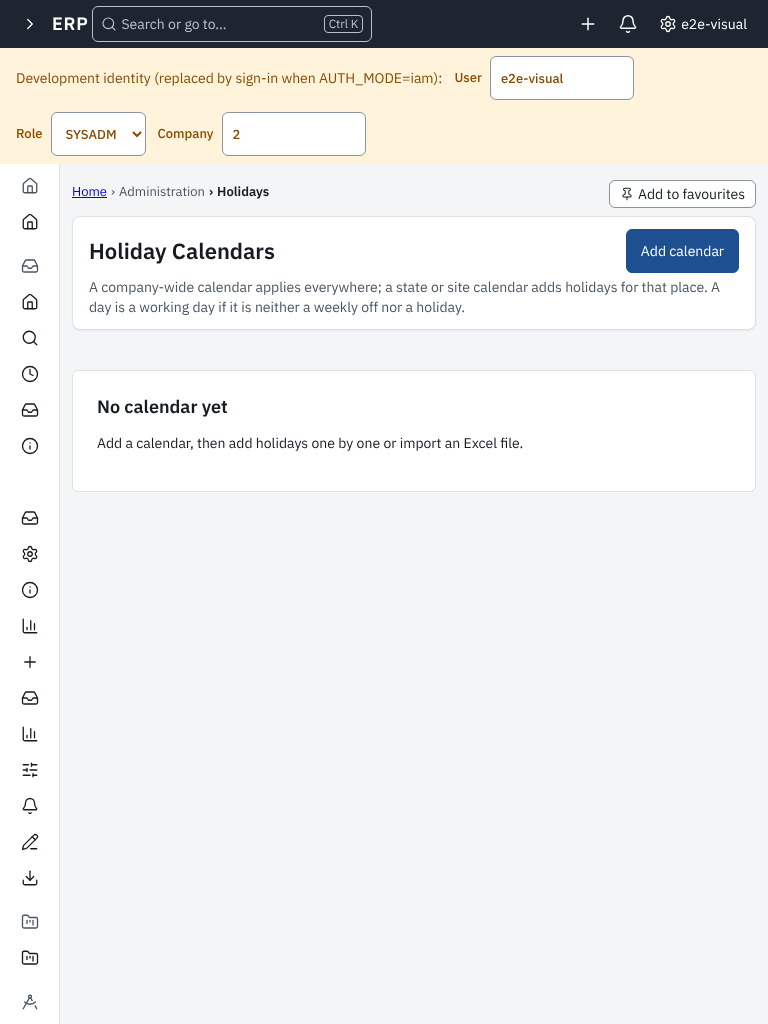 ERP
Search or go to...
Ctrl K
e2e-visual
Development identity (replaced by sign-in when AUTH_MODE=iam):
User
e2e-visual
Role
SYSADM
Company
2
Home › Administration › Holidays
Add to favourites
Holiday Calendars
Add calendar
A company-wide calendar applies everywhere; a state or site calendar adds holidays for that place. A
day is a working day if it is neither a weekly off nor a holiday.
No calendar yet
Add a calendar, then add holidays one by one or import an Excel file.